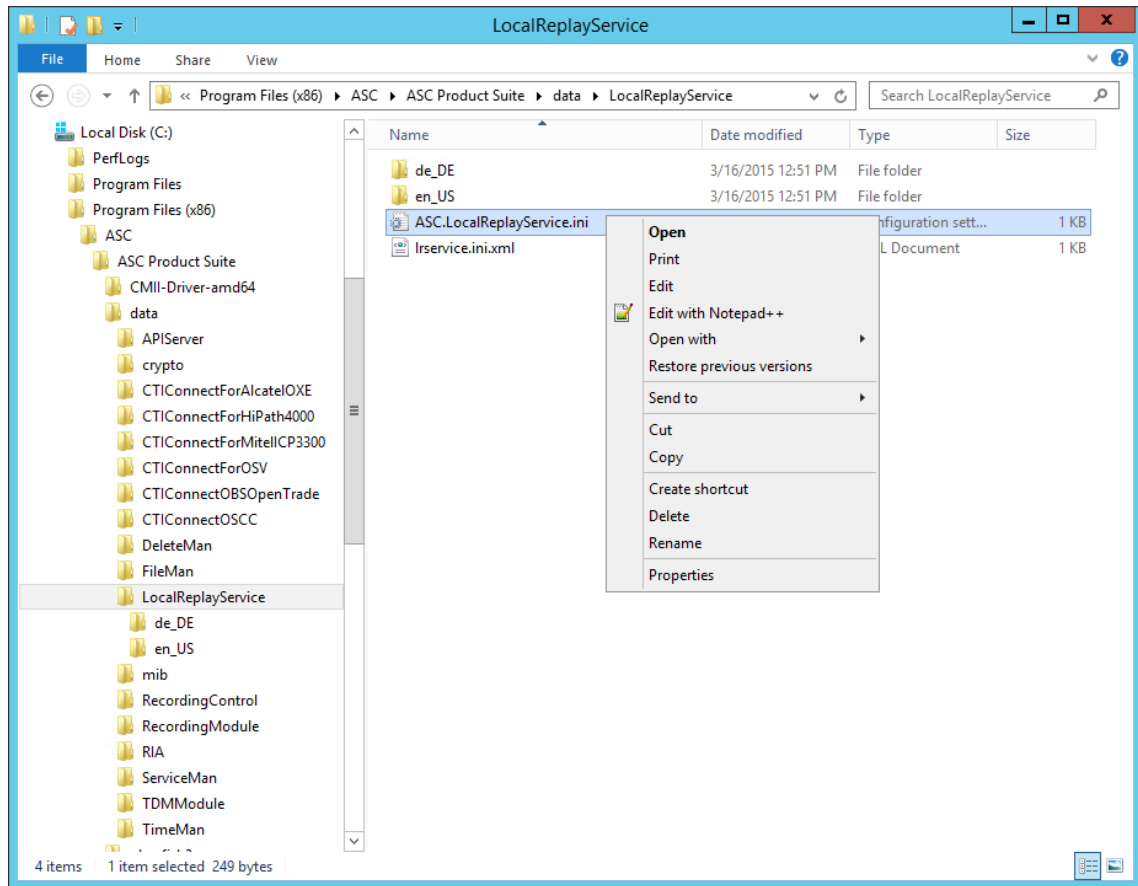 LocalReplayService
File Home Share View
« Program Files (x86) ASC ASC Product Suite data LocalReplayService Search LocalReplayService
Local Disk (C:)
PerfLogs
Program Files
Program Files (x86)
ASC
ASC Product Suite
CMII-Driver-amd64
data
APIServer
crypto
CTIConnectForAlcatelOXE
CTIConnectForHiPath4000
CTIConnectForMitelICP3300
CTIConnectForOSV
CTIConnectOBSOpenTrade
CTIConnectOSCC
DeleteMan
FileMan
LocalReplayService
de_DE
en_US
mib
RecordingControl
RecordingModule
RIA
ServiceMan
TDMModule
TimeMan
Name Date modified Type Size
de_DE 3/16/2015 12:51 PM File folder
en_US 3/16/2015 12:51 PM File folder
ASC.LocalReplayService.ini nfiguration sett... 1 KB
lrservice.ini.xml L Document 1 KB
Open
Print
Edit
Edit with Notepad++
Open with
Restore previous versions
Send to
Cut
Copy
Create shortcut
Delete
Rename
Properties
4 items 1 item selected 249 bytes